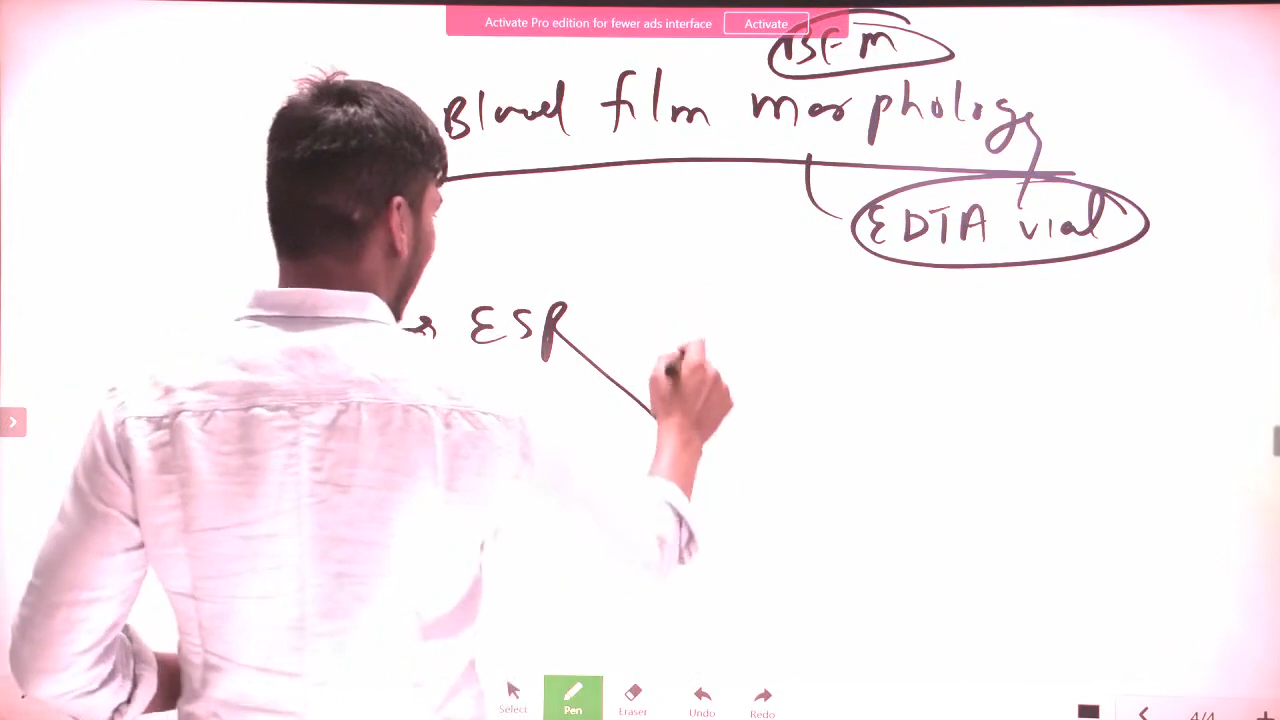 Activate Pro edition for fewer ads interface Activate
BFM
Blood film morphology
EDTA vial
ESR
Select Pen Eraser Undo Redo
4/4